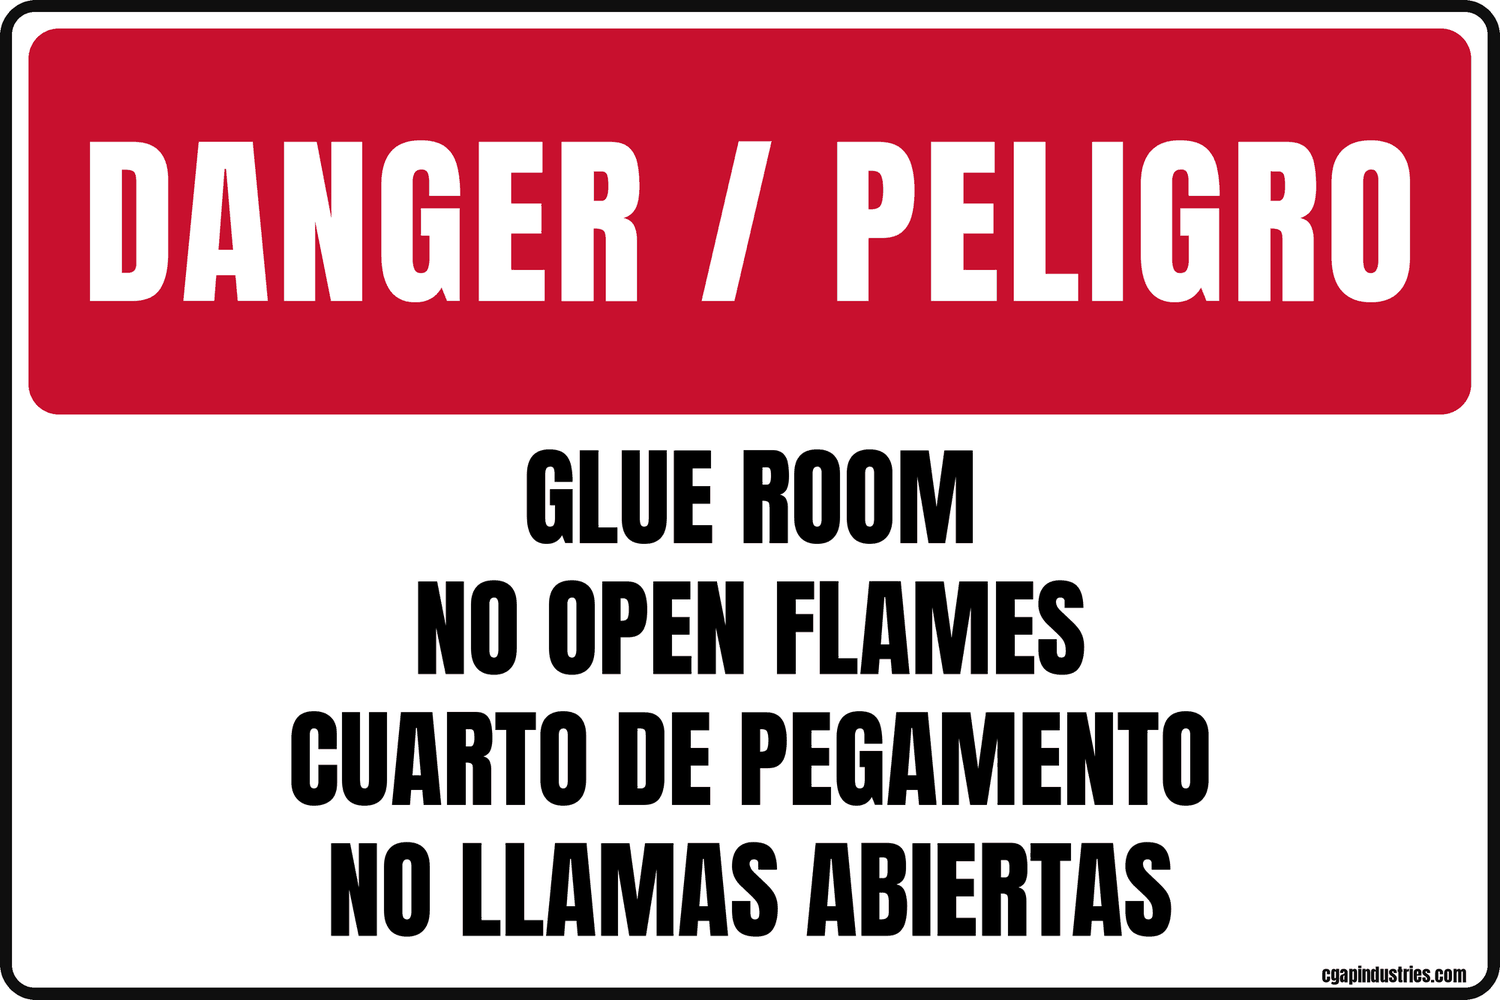 DANGER / PELIGRO
GLUE ROOM
NO OPEN FLAMES
CUARTO DE PEGAMENTO
NO LLAMAS ABIERTAS
cgapindustries.com